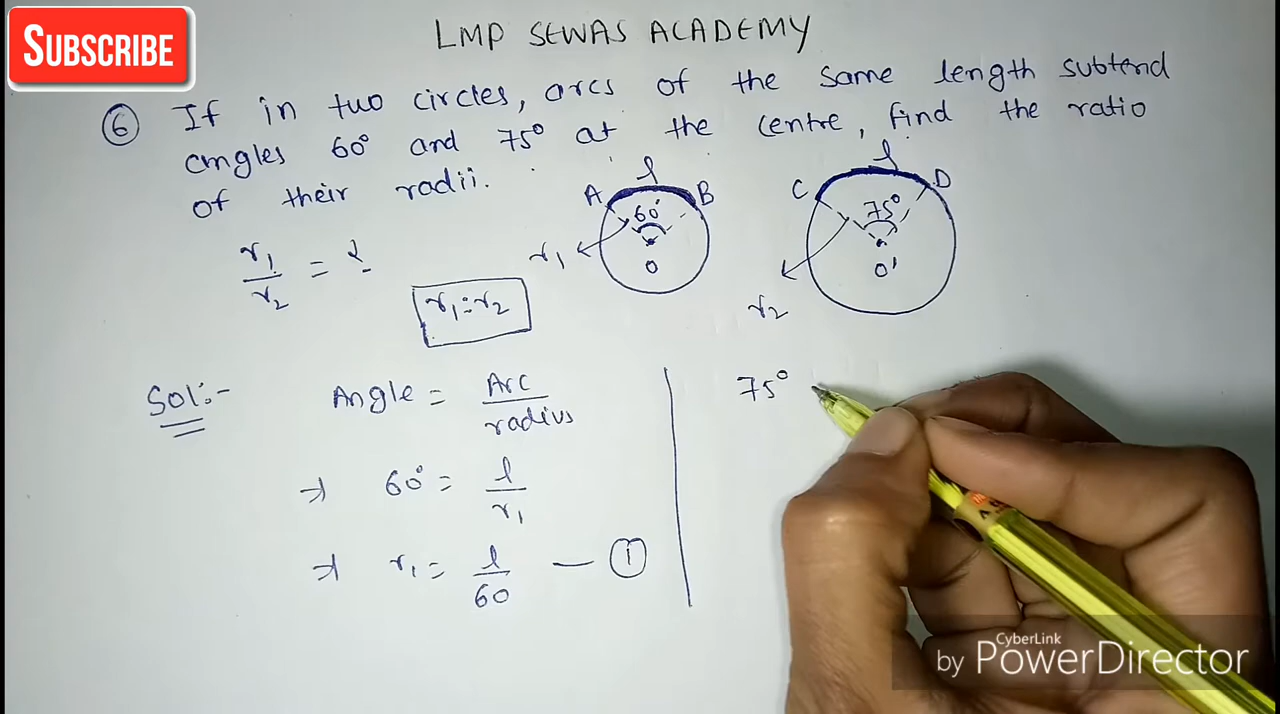 SUBSCRIBE
LMP SEWAS ACADEMY
⑥ If in two circles, arcs of the same length subtend
angles 60° and 75° at the centre, find the ratio
of their radii.
l
l
A B
C D
60°
75°
r₁
O
O'
r₂
r₁/r₂ = ?
r₁:r₂
Sol:- Angle = Arc/radius
75°
⇒ 60° = l/r₁
⇒ r₁ = l/60 — ①
CyberLink
by PowerDirector